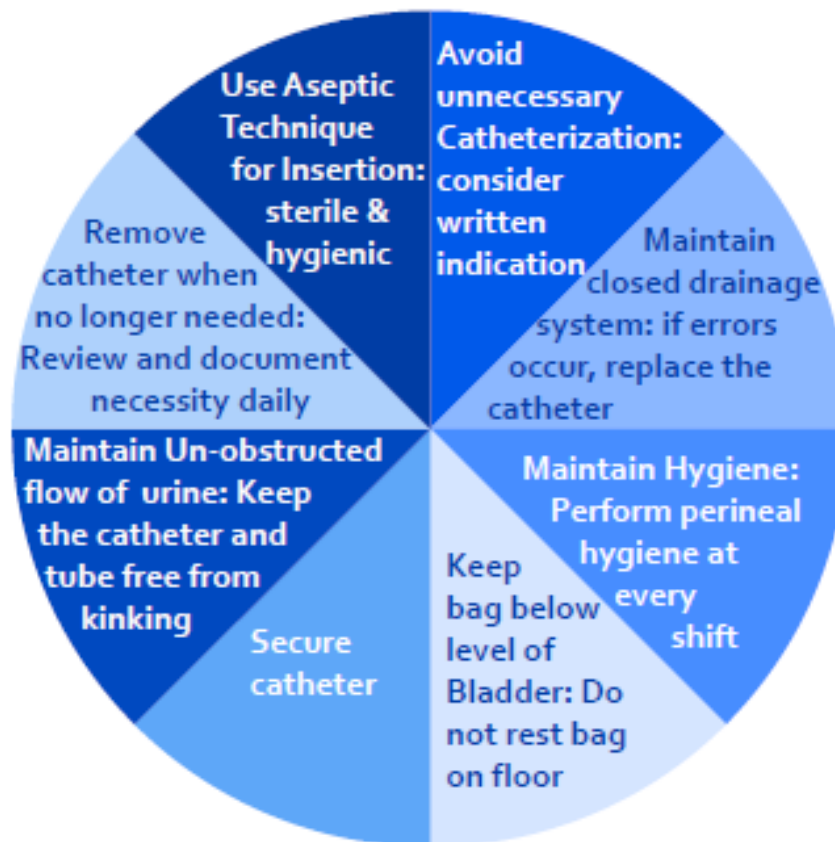 Avoid
unnecessary
Catheterization:
consider
written
indication
Maintain
closed drainage
system: if errors
occur, replace the
catheter
Maintain Hygiene:
Perform perineal
hygiene at
every
shift
Keep
bag below
level of
Bladder: Do
not rest bag
on floor
Secure
catheter
Maintain Un-obstructed
flow of urine: Keep
the catheter and
tube free from
kinking
Remove
catheter when
no longer needed:
Review and document
necessity daily
Use Aseptic
Technique
for Insertion:
sterile &
hygienic